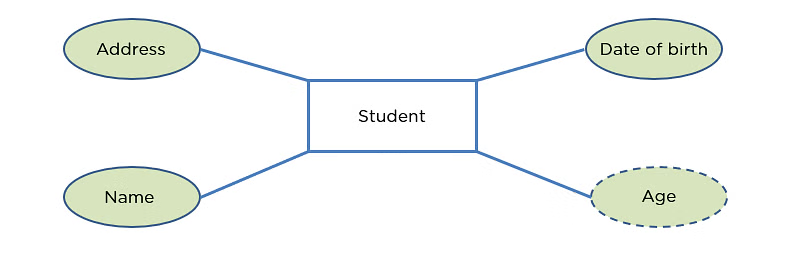 Address
Date of birth
Student
Name
Age